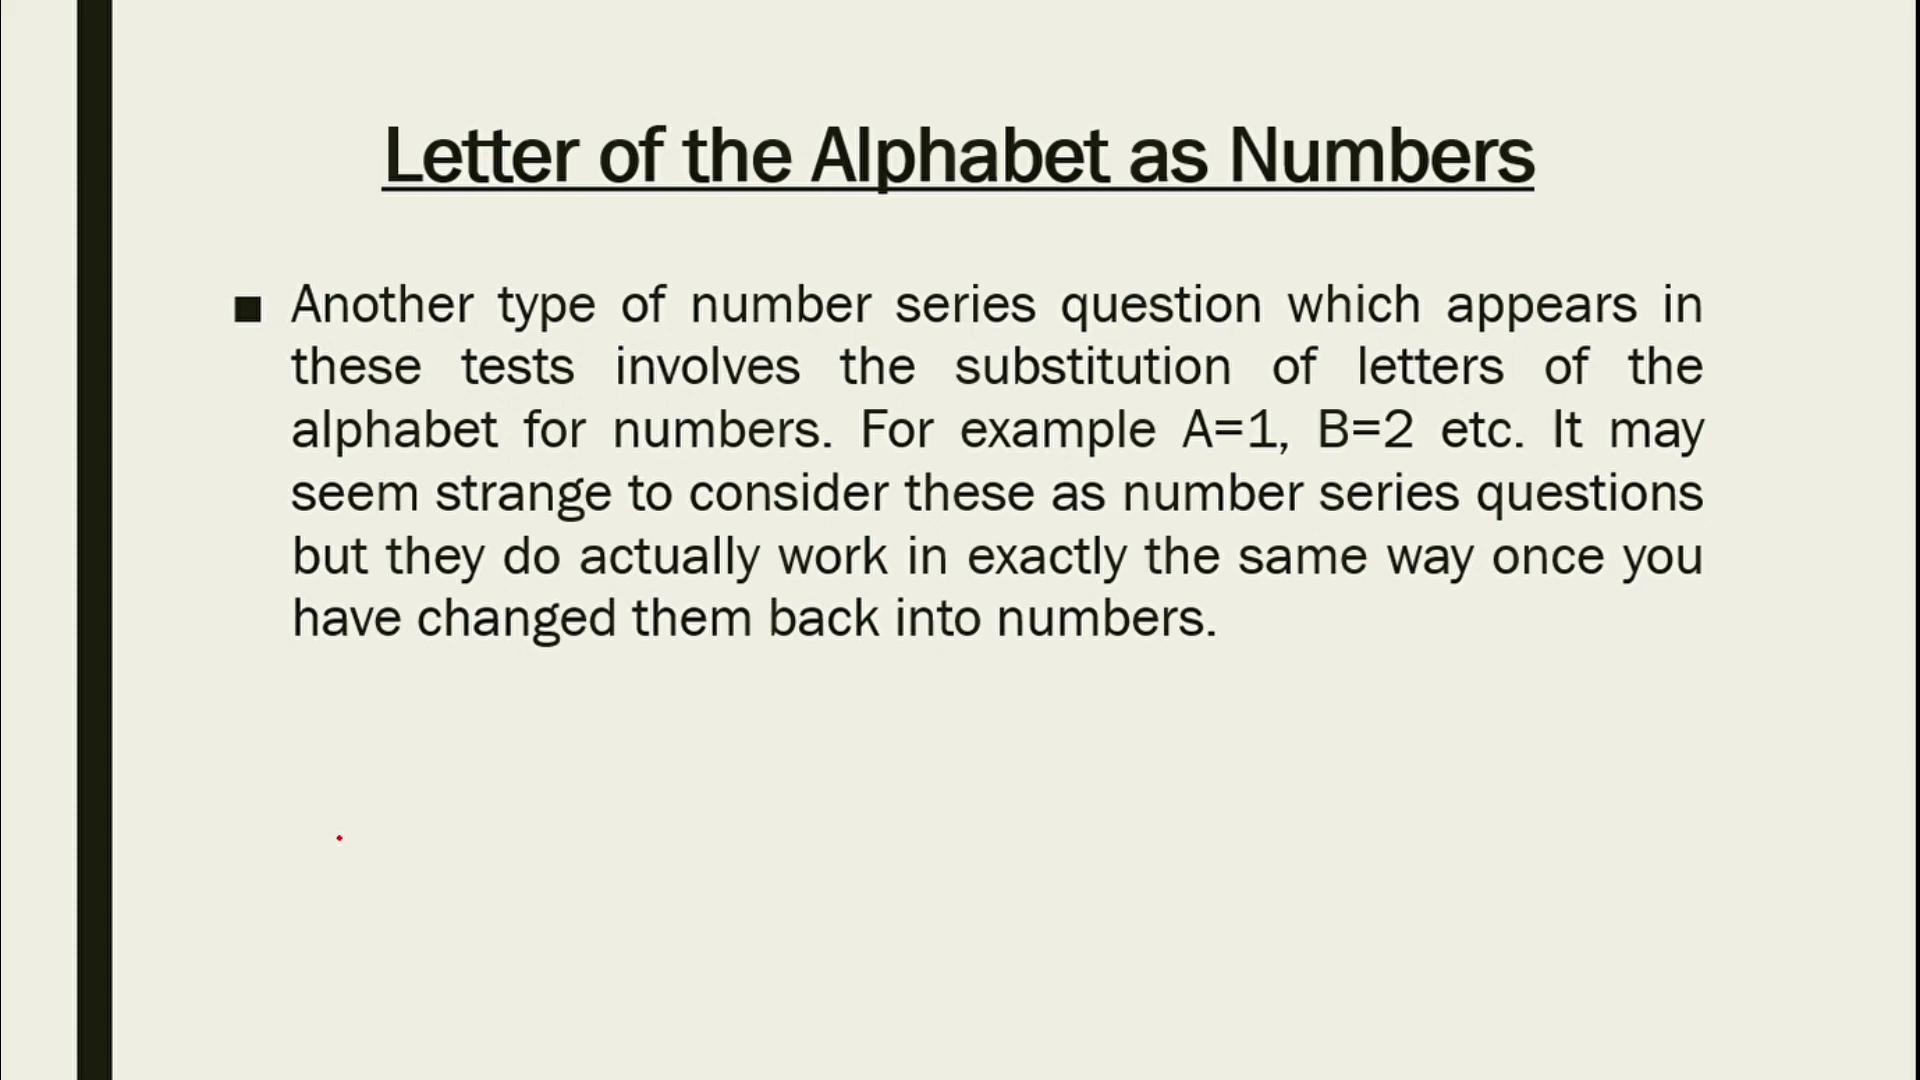 Letter of the Alphabet as Numbers
■ Another type of number series question which appears in
these tests involves the substitution of letters of the
alphabet for numbers. For example A=1, B=2 etc. It may
seem strange to consider these as number series questions
but they do actually work in exactly the same way once you
have changed them back into numbers.